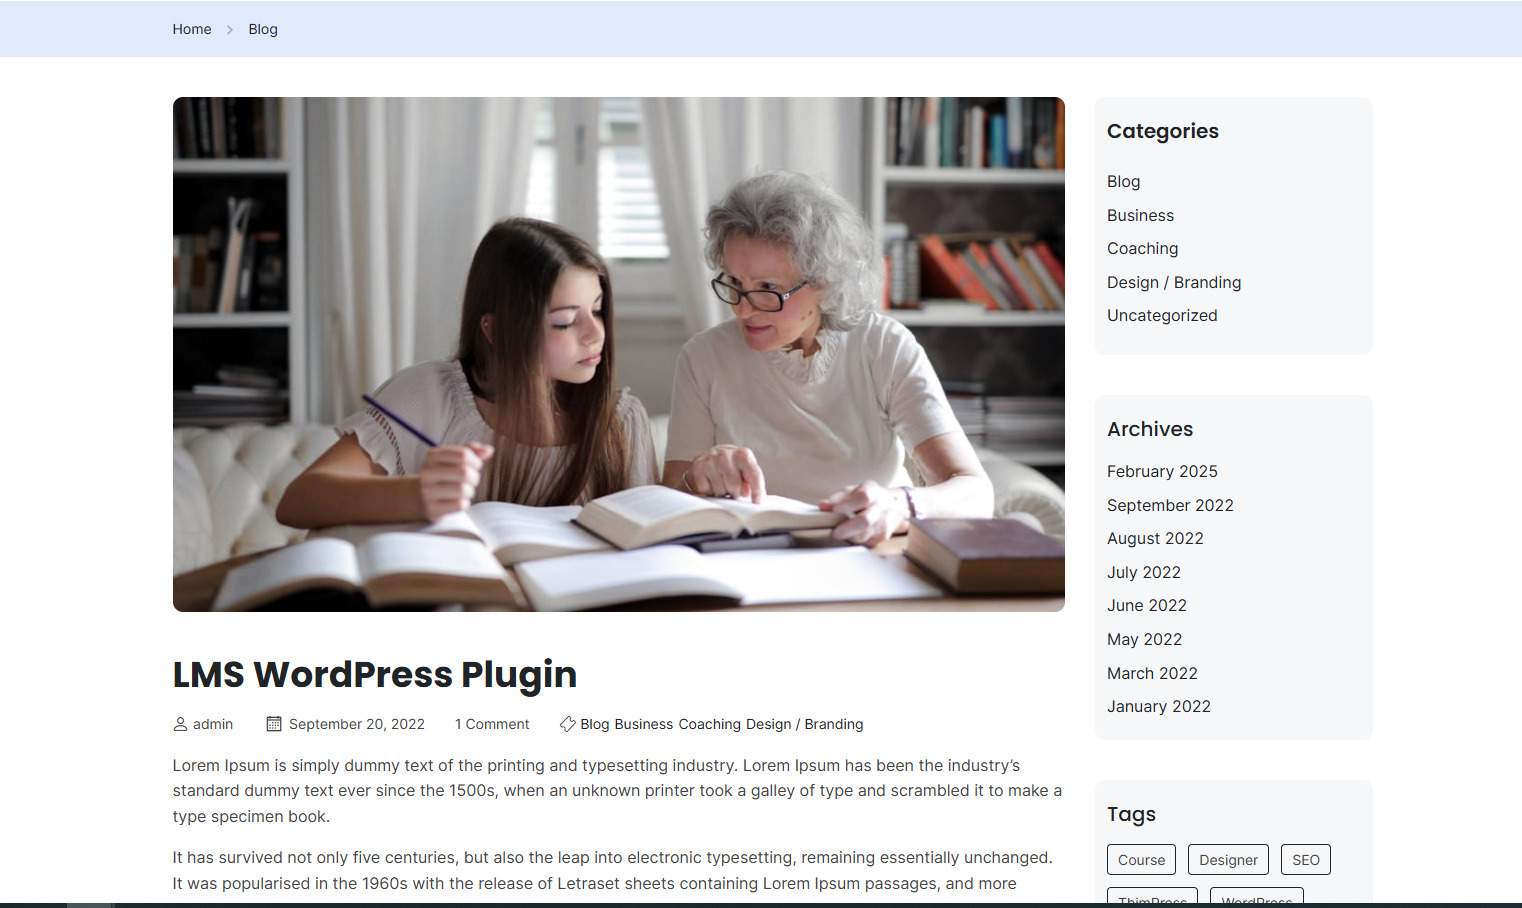 Home > Blog
LMS WordPress Plugin
admin September 20, 2022 1 Comment Blog Business Coaching Design / Branding
Lorem Ipsum is simply dummy text of the printing and typesetting industry. Lorem Ipsum has been the industry’s
standard dummy text ever since the 1500s, when an unknown printer took a galley of type and scrambled it to make a
type specimen book.
It has survived not only five centuries, but also the leap into electronic typesetting, remaining essentially unchanged.
It was popularised in the 1960s with the release of Letraset sheets containing Lorem Ipsum passages, and more
Categories
Blog
Business
Coaching
Design / Branding
Uncategorized
Archives
February 2025
September 2022
August 2022
July 2022
June 2022
May 2022
March 2022
January 2022
Tags
Course Designer SEO
ThimPress WordPress